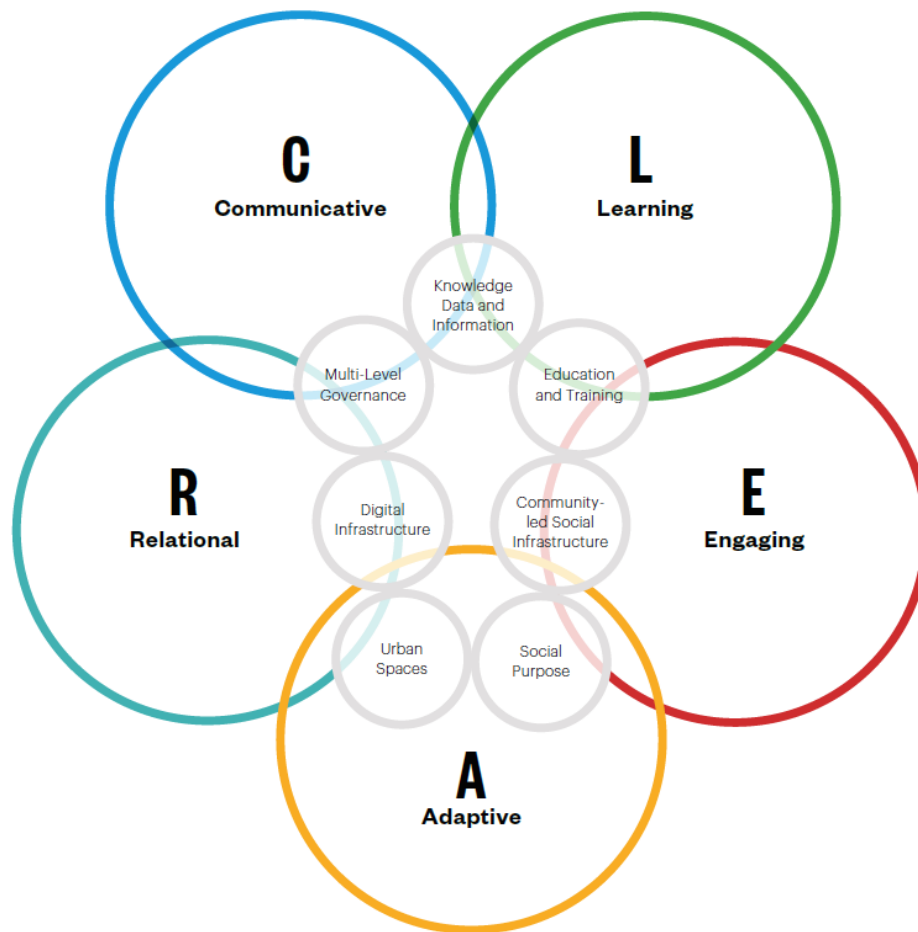 C
Communicative
L
Learning
Knowledge
Data and
Information
Multi-Level
Governance
Education
and Training
R
Relational
Digital
Infrastructure
Community-
led Social
Infrastructure
E
Engaging
Urban
Spaces
Social
Purpose
A
Adaptive